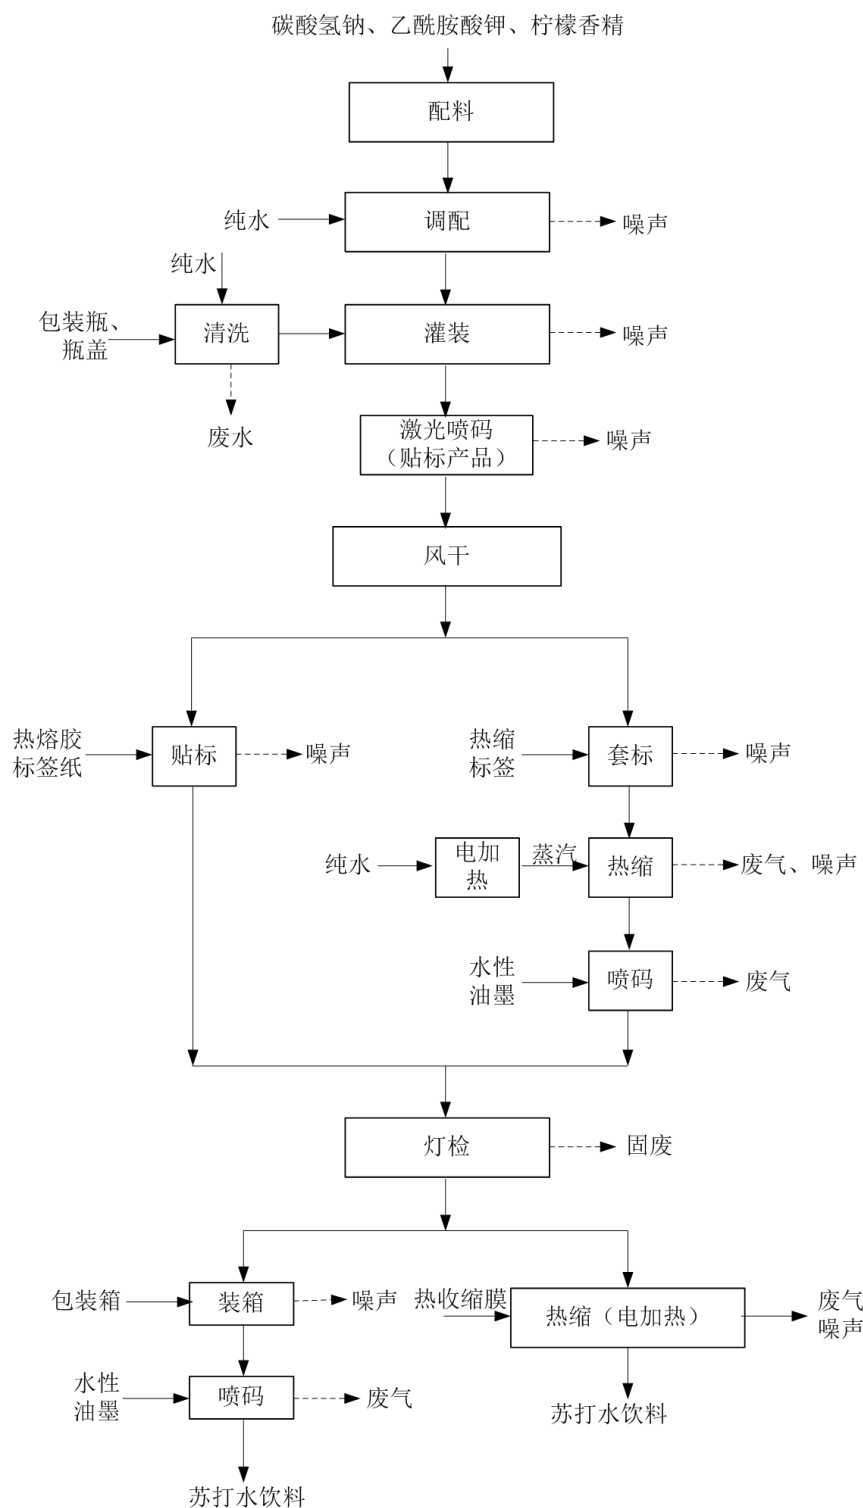 碳酸氢钠、乙酰胺酸钾、柠檬香精
配料
纯水
调配
噪声
纯水
包装瓶、
瓶盖
清洗
灌装
噪声
废水
激光喷码
（贴标产品）
噪声
风干
热熔胶
标签纸
贴标
噪声
热缩
标签
套标
噪声
纯水
电加
热
蒸汽
热缩
废气、噪声
水性
油墨
喷码
废气
灯检
固废
包装箱
装箱
噪声
热收缩膜
热缩（电加热）
废气
噪声
水性
油墨
喷码
废气
苏打水饮料
苏打水饮料